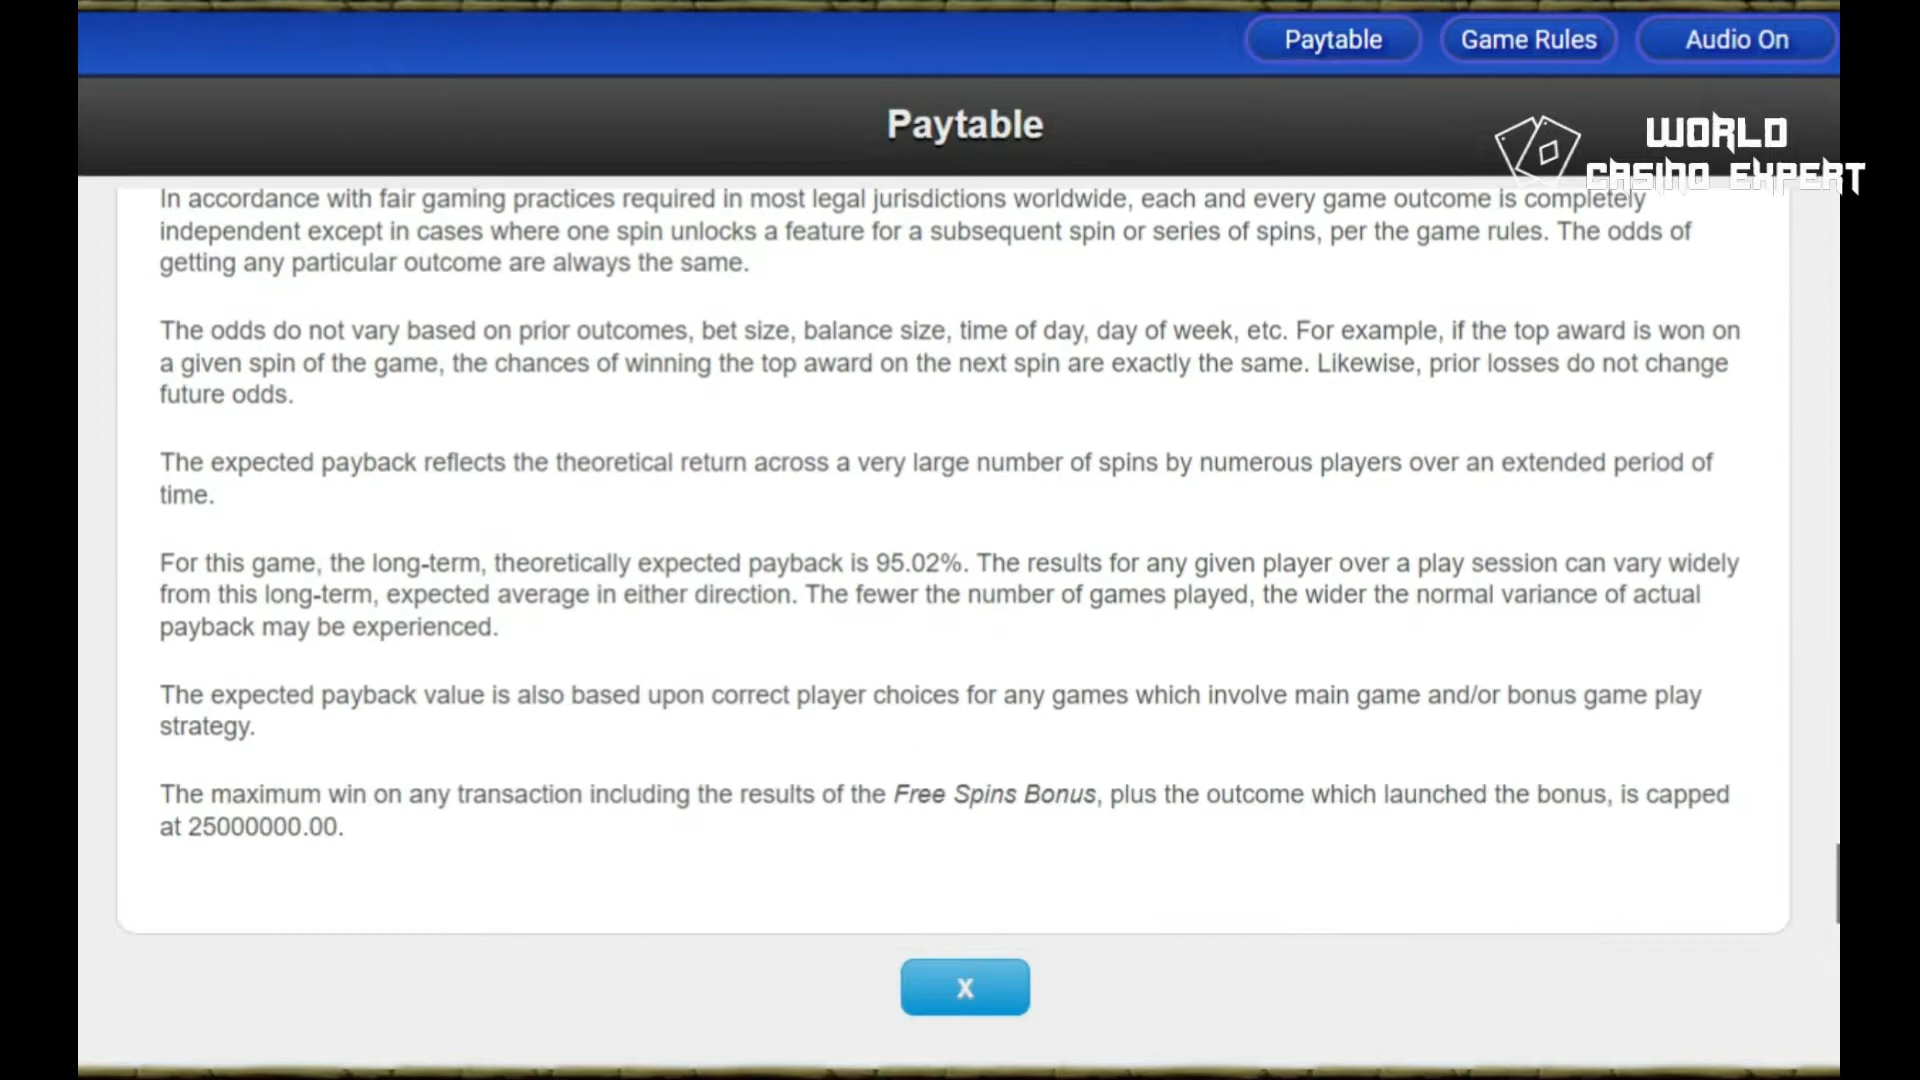 Paytable Game Rules Audio On
Paytable
WORLD
CASINO EXPERT
In accordance with fair gaming practices required in most legal jurisdictions worldwide, each and every game outcome is completely
independent except in cases where one spin unlocks a feature for a subsequent spin or series of spins, per the game rules. The odds of
getting any particular outcome are always the same.
The odds do not vary based on prior outcomes, bet size, balance size, time of day, day of week, etc. For example, if the top award is won on
a given spin of the game, the chances of winning the top award on the next spin are exactly the same. Likewise, prior losses do not change
future odds.
The expected payback reflects the theoretical return across a very large number of spins by numerous players over an extended period of
time.
For this game, the long-term, theoretically expected payback is 95.02%. The results for any given player over a play session can vary widely
from this long-term, expected average in either direction. The fewer the number of games played, the wider the normal variance of actual
payback may be experienced.
The expected payback value is also based upon correct player choices for any games which involve main game and/or bonus game play
strategy.
The maximum win on any transaction including the results of the Free Spins Bonus, plus the outcome which launched the bonus, is capped
at 25000000.00.
X